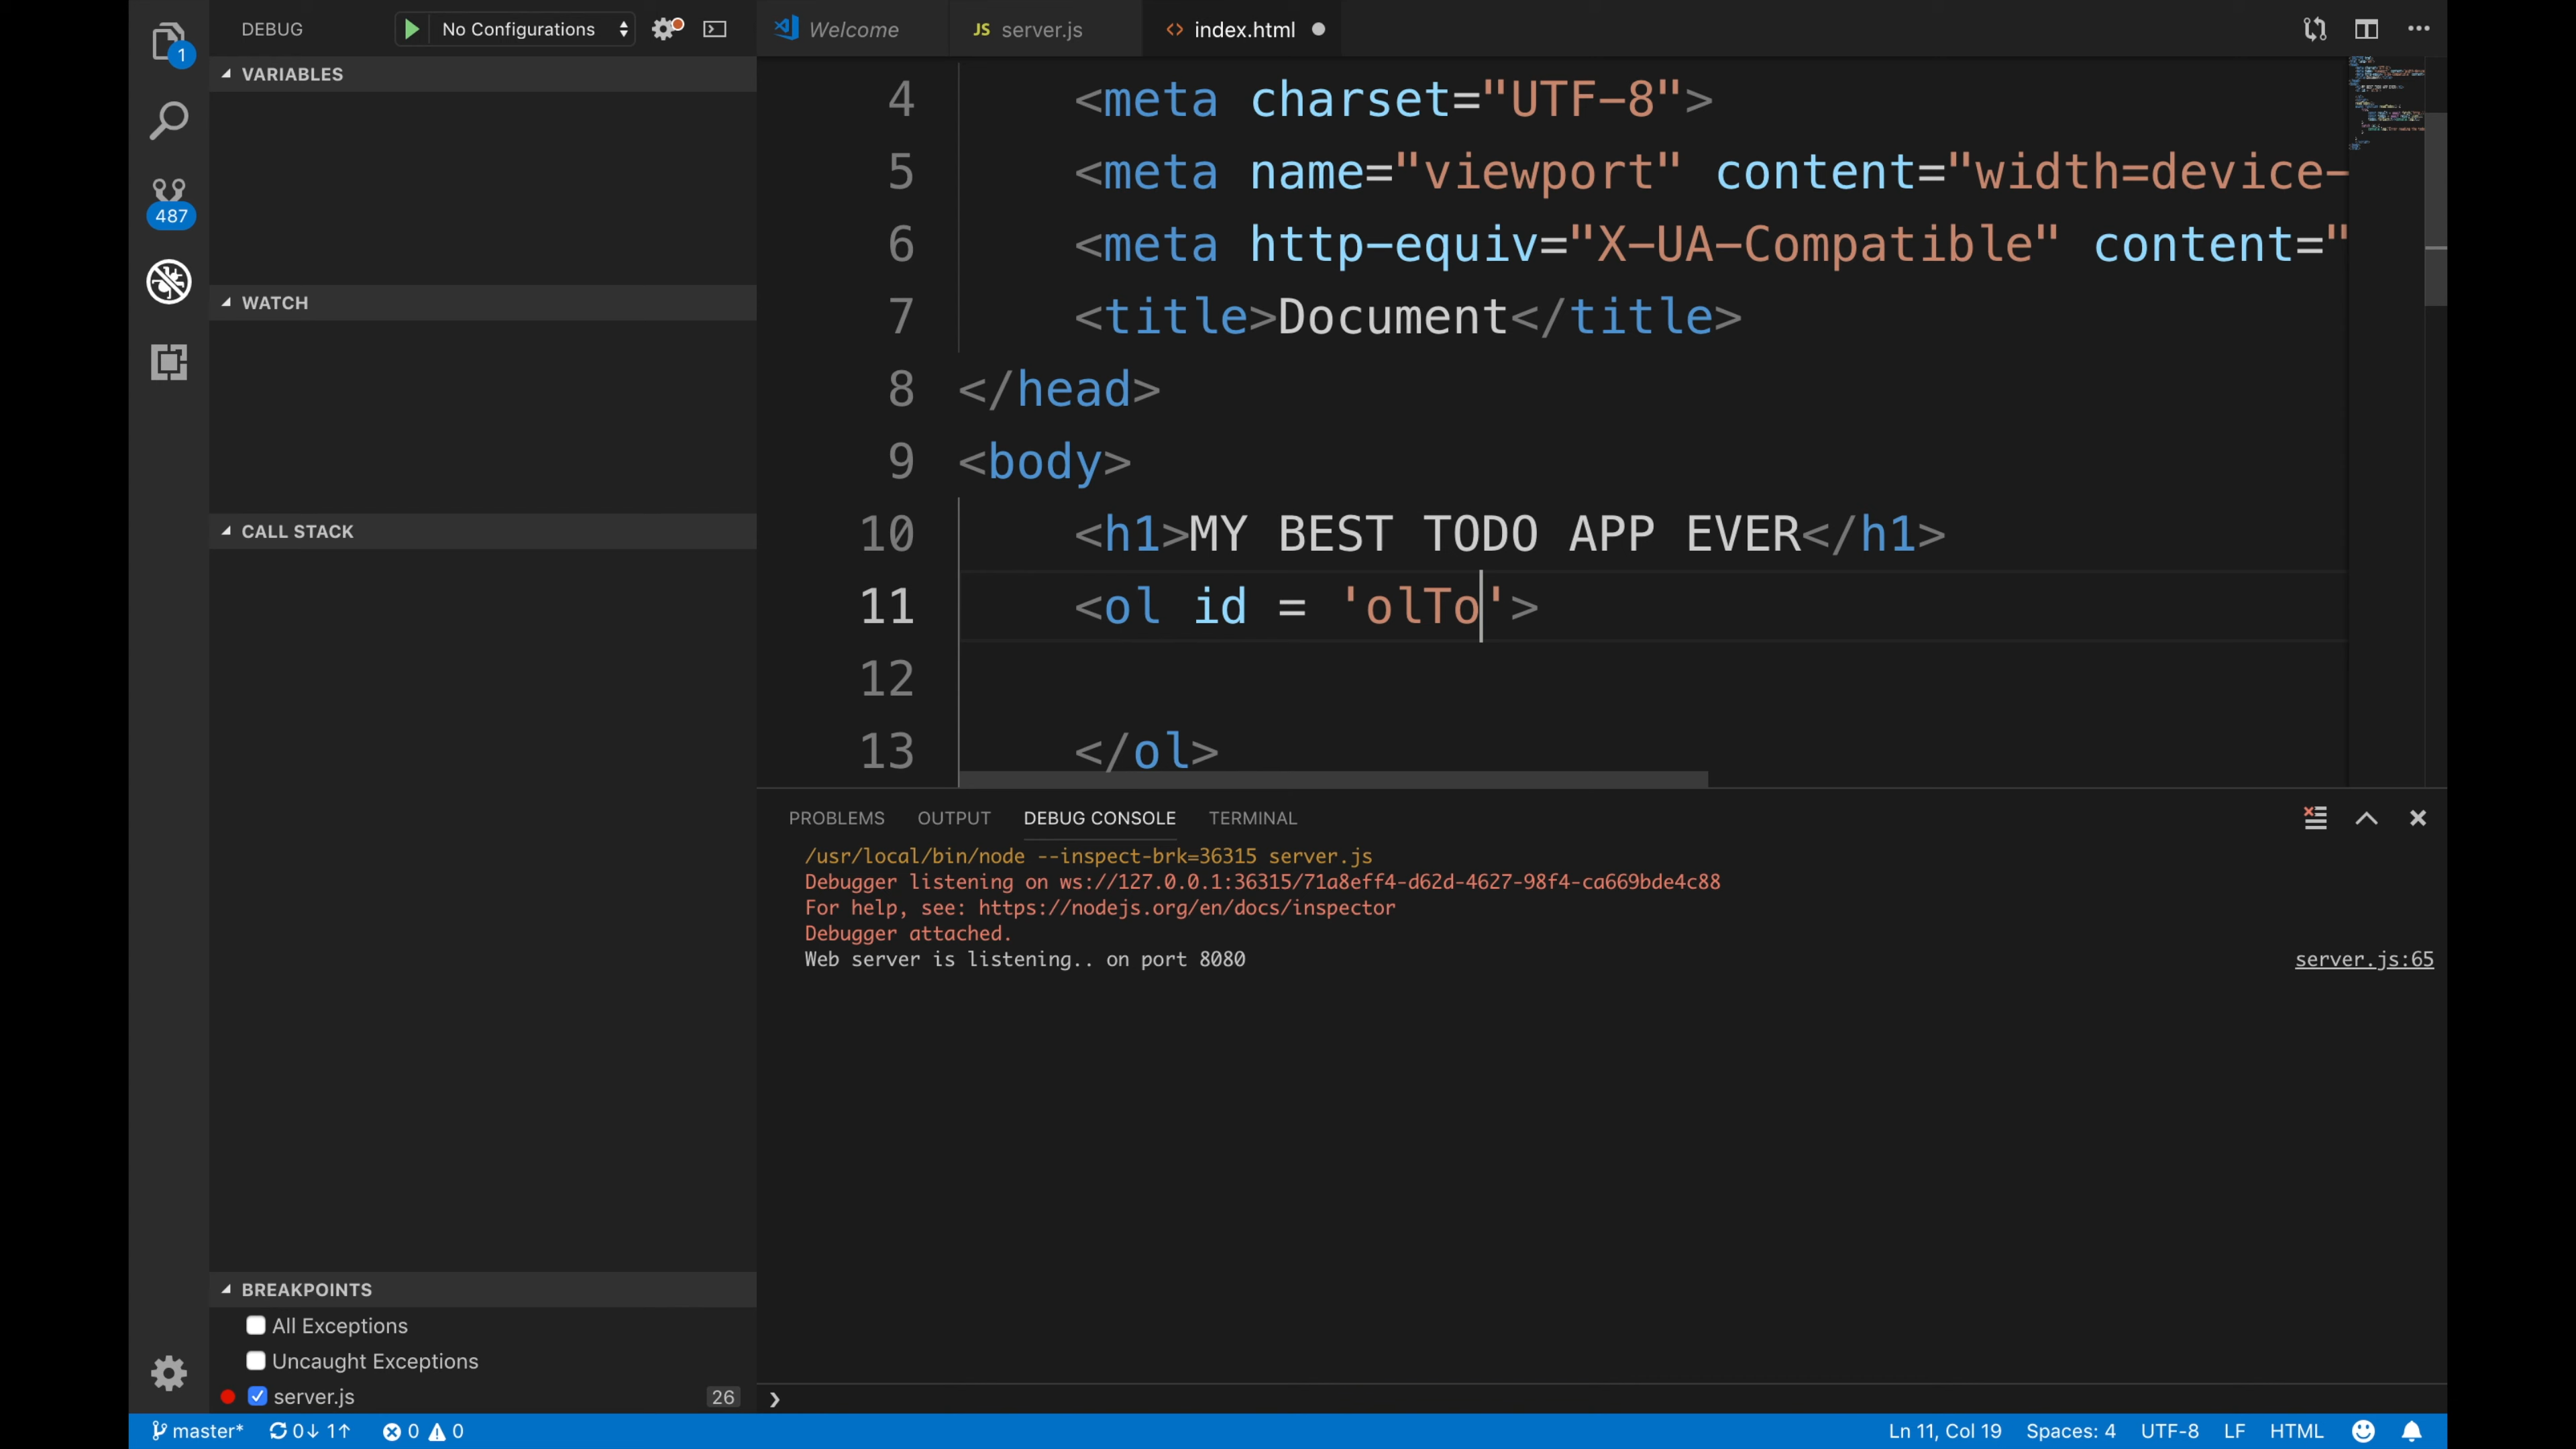 DEBUG
No Configurations
Welcome
JS server.js
<> index.html
1
487
VARIABLES
WATCH
CALL STACK
BREAKPOINTS
All Exceptions
Uncaught Exceptions
server.js 26
4 <meta charset="UTF-8">
5 <meta name="viewport" content="width=device-
6 <meta http-equiv="X-UA-Compatible" content="
7 <title>Document</title>
8 </head>
9 <body>
10 <h1>MY BEST TODO APP EVER</h1>
11 <ol id = 'olTo'>
12
13 </ol>
PROBLEMS OUTPUT DEBUG CONSOLE TERMINAL
/usr/local/bin/node --inspect-brk=36315 server.js
Debugger listening on ws://127.0.0.1:36315/71a8eff4-d62d-4627-98f4-ca669bde4c88
For help, see: https://nodejs.org/en/docs/inspector
Debugger attached.
Web server is listening.. on port 8080 server.js:65
master* 0↓ 1↑ 0 0 Ln 11, Col 19 Spaces: 4 UTF-8 LF HTML